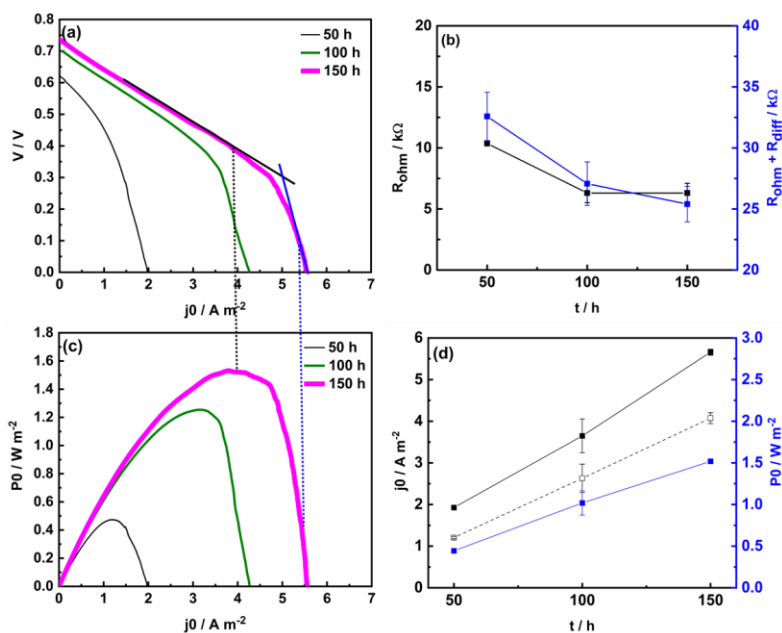 (a)
50 h
100 h
150 h
V / V
0.8
0.7
0.6
0.5
0.4
0.3
0.2
0.1
0.0
0 1 2 3 4 5 6 7
j0 / A m-2
(b)
R_ohm / kΩ
20
15
10
5
0
40
35
30
25
20
R_ohm + R_diff / kΩ
50 100 150
t / h
(c)
50 h
100 h
150 h
P0 / W m-2
1.8
1.6
1.4
1.2
1.0
0.8
0.6
0.4
0.2
0.0
0 1 2 3 4 5 6 7
j0 / A m-2
(d)
j0 / A m-2
6
5
4
3
2
1
0
3.0
2.5
2.0
1.5
1.0
0.5
0.0
P0 / W m-2
50 100 150
t / h